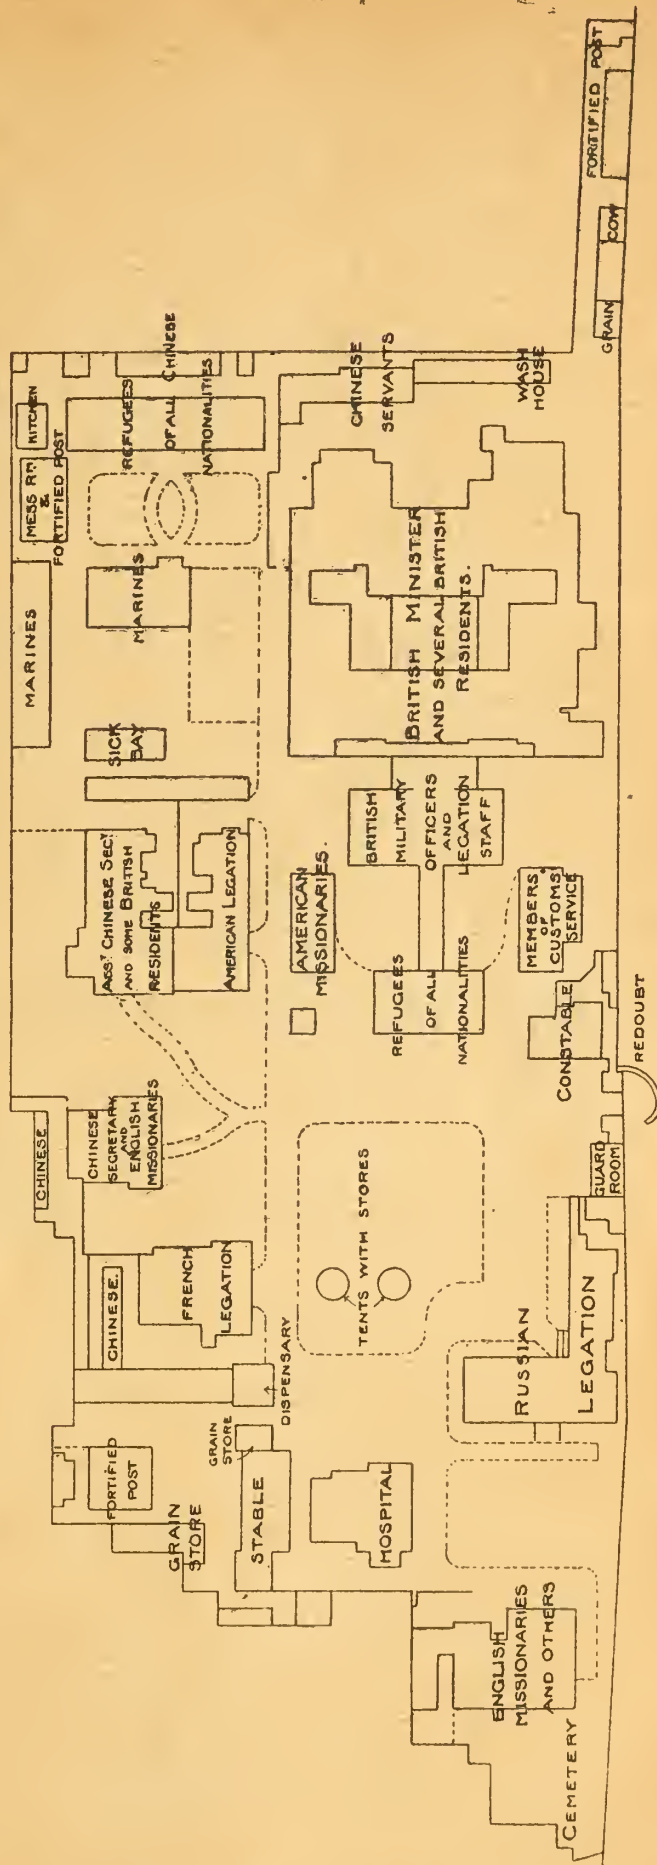 FORTIFIED POST
COW
GRAIN
CHINESE
KITCHEN
REFUGEES
OF ALL
NATIONALITIES
MESS RM
&
FORTIFIED POST
CHINESE
SERVANTS
WASH
HOUSE
MARINES
MARINES
BRITISH MINISTER
AND SEVERAL BRITISH
RESIDENTS.
SICK
BAY
BRITISH
MILITARY
OFFICERS
AND
LEGATION
STAFF
ASST CHINESE SECY
AND SOME BRITISH
RESIDENTS
AMERICAN LEGATION
AMERICAN
MISSIONARIES.
MEMBERS
OF
CUSTOMS
SERVICE
REFUGEES
OF ALL
NATIONALITIES
CONSTABLE
REDOUBT
CHINESE
CHINESE
SECRETARY
AND
ENGLISH
MISSIONARIES
GUARD
ROOM
TENTS WITH STORES
CHINESE.
FRENCH
LEGATION
RUSSIAN
LEGATION
DISPENSARY
FORTIFIED
POST
GRAIN
STORE
GRAIN
STORE
STABLE
HOSPITAL
ENGLISH
MISSIONARIES
AND OTHERS
CEMETERY